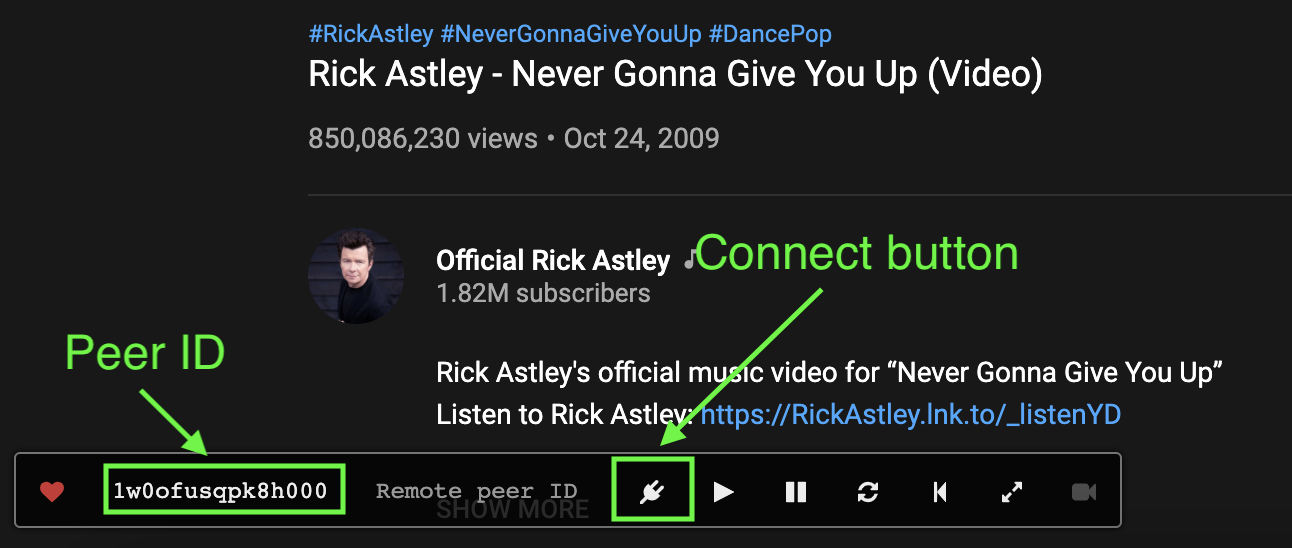 #RickAstley #NeverGonnaGiveYouUp #DancePop
Rick Astley - Never Gonna Give You Up (Video)
850,086,230 views • Oct 24, 2009
Official Rick Astley ♪
Connect button
1.82M subscribers
Peer ID
Rick Astley's official music video for “Never Gonna Give You Up”
Listen to Rick Astley: https://RickAstley.lnk.to/_listenYD
1w0ofusqpk8h000 Remote peer ID
SHOW MORE